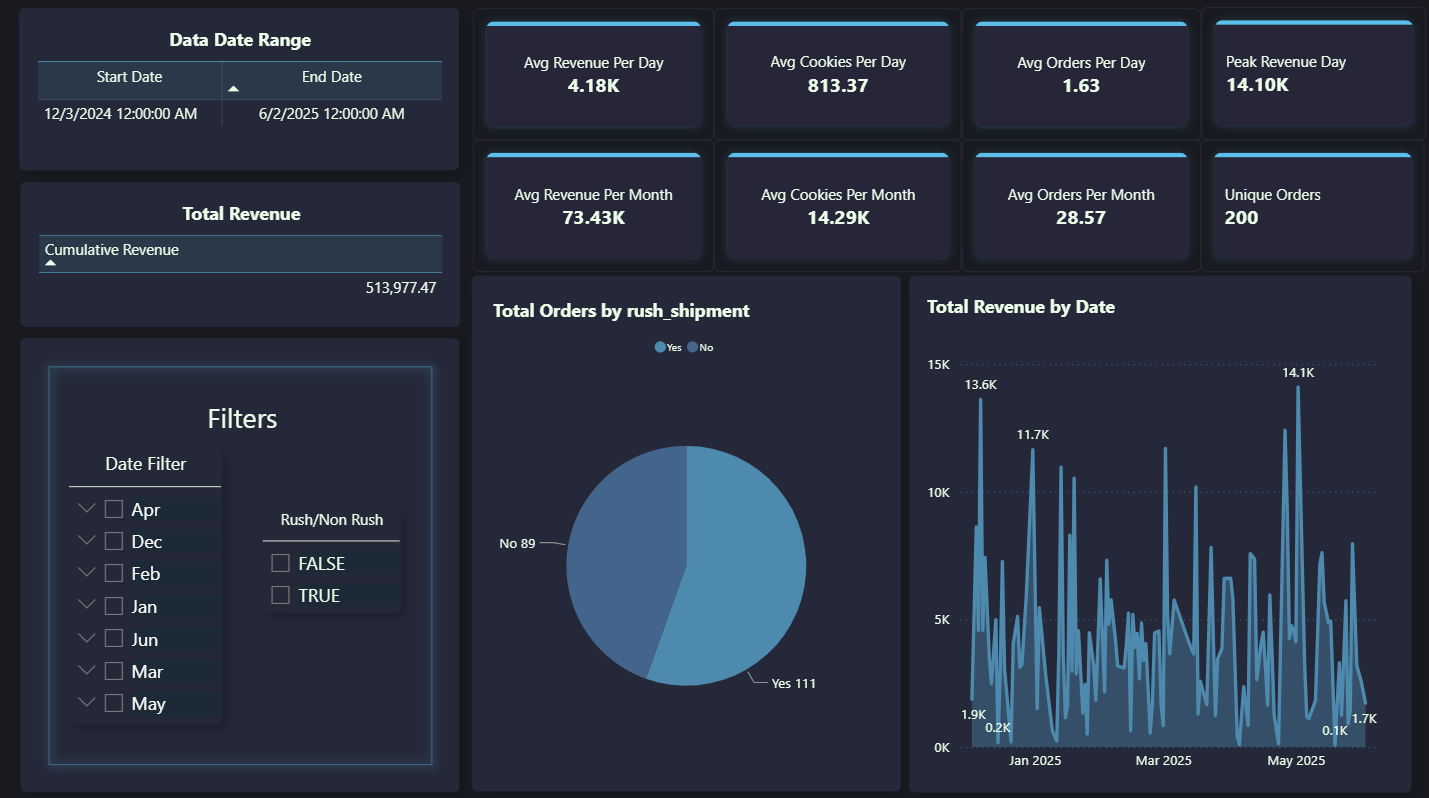 Data Date Range
Start Date
End Date
12/3/2024 12:00:00 AM
6/2/2025 12:00:00 AM
Total Revenue
Cumulative Revenue
513,977.47
Filters
Date Filter
Apr
Dec
Feb
Jan
Jun
Mar
May
Rush/Non Rush
FALSE
TRUE
Avg Revenue Per Day
4.18K
Avg Cookies Per Day
813.37
Avg Orders Per Day
1.63
Peak Revenue Day
14.10K
Avg Revenue Per Month
73.43K
Avg Cookies Per Month
14.29K
Avg Orders Per Month
28.57
Unique Orders
200
Total Orders by rush_shipment
Yes No
No 89
Yes 111
Total Revenue by Date
15K
10K
5K
0K
13.6K
11.7K
14.1K
1.9K
0.2K
0.1K
1.7K
Jan 2025
Mar 2025
May 2025